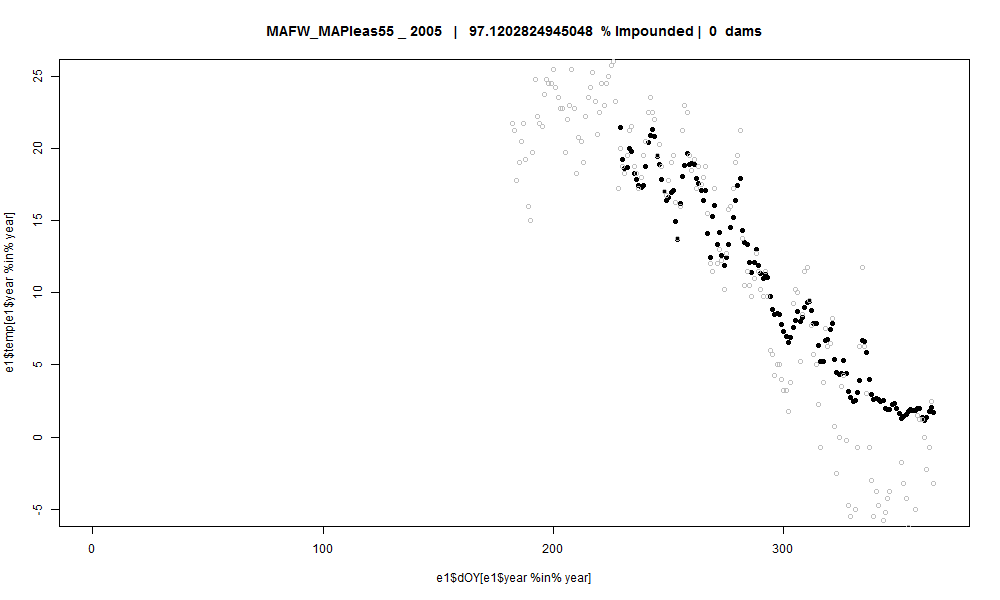 MAFW_MAPleas55 _ 2005 | 97.1202824945048 % Impounded | 0 dams
e1$temp[e1$year %in% year]
25
20
15
10
5
0
-5
0 100 200 300
e1$dOY[e1$year %in% year]